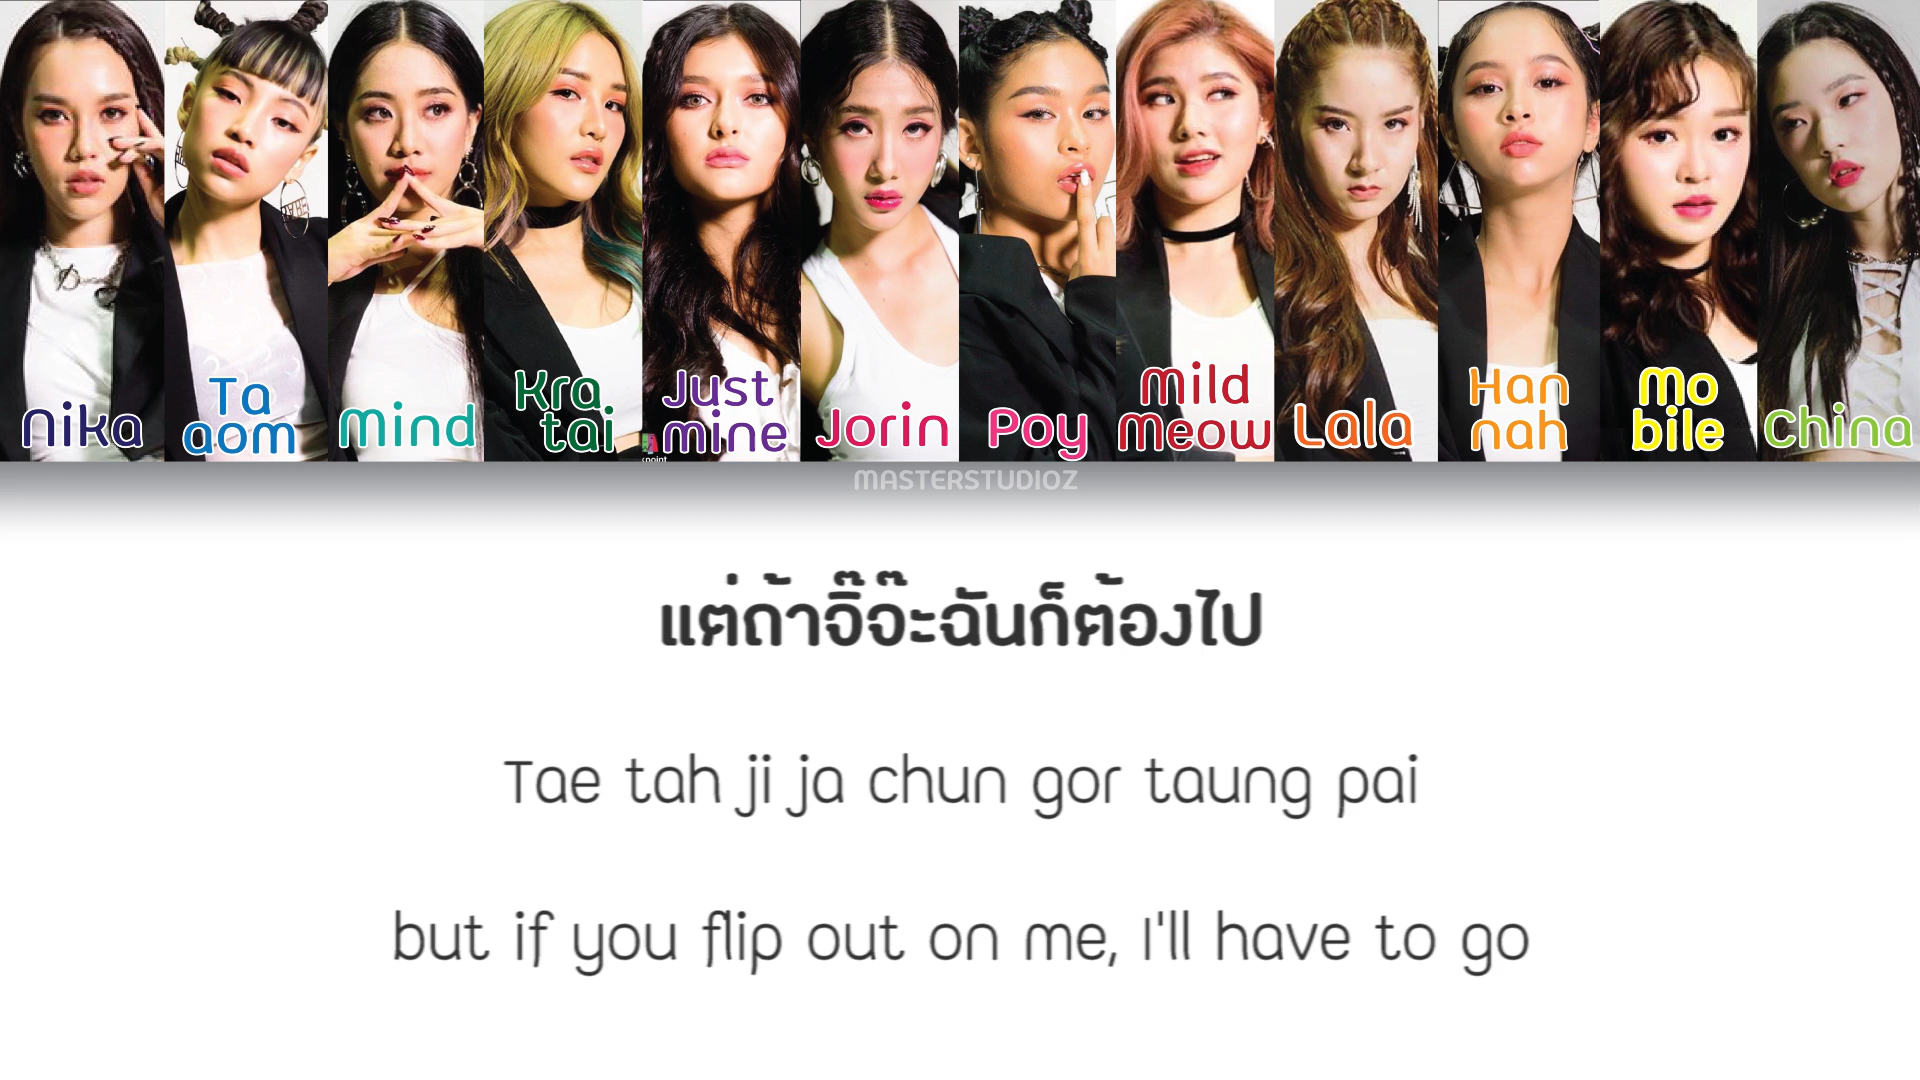 Nika
Ta
aom
Mind
Kra
tai
Just
mine
Jorin
Poy
Mild
Meow
Lala
Han
nah
Mo
bile
China
kpoint
MASTERSTUDIOZ
แต่ถ้าจิ๊จ๊ะฉันก็ต้องไป
Tae tah ji ja chun gor taung pai
but if you flip out on me, I'll have to go